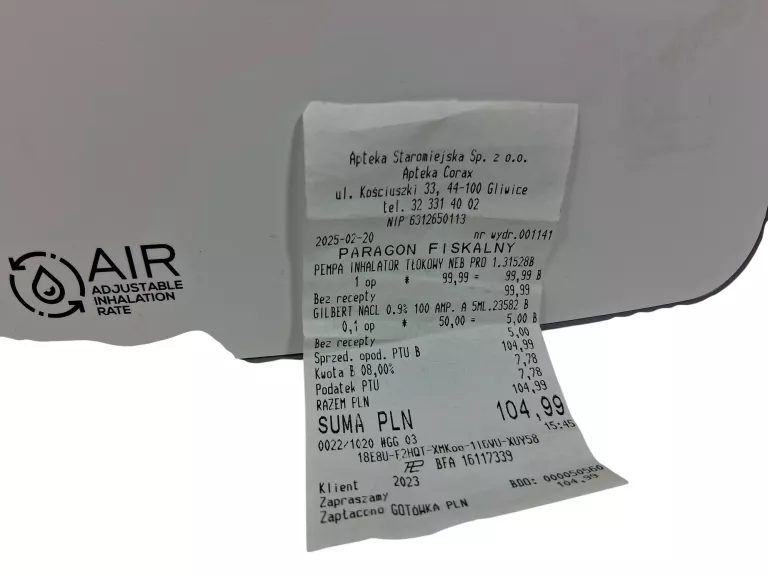 Apteka Staromiejska Sp. z o.o.
Apteka Corax
ul. Kościuszki 33, 44-100 Gliwice
tel. 32 331 40 02
NIP 6312650113
2025-02-20 nr wydr.001141
PARAGON FISKALNY
PEMPA INHALATOR TŁOKOWY NEB PRO 1.31528B
1 op * 99,99 = 99,99 B
Bez recepty 99,99
GILBERT NACL 0.9% 100 AMP. A 5ML.23582 B
0,1 op * 50,00 = 5,00 B
Bez recepty 5,00
Sprzed. opod. PTU B 104,99
Kwota B 08,00% 7,78
Podatek PTU 7,78
RAZEM PLN 104,99
SUMA PLN 104,99
0022/1020 #GG 03 15:45
BFA 16117339
Klient 2023 BDO: 000050560
Zapraszamy 104,99
Zapłacono GOTÓWKA PLN
AIR
ADJUSTABLE
INHALATION
RATE